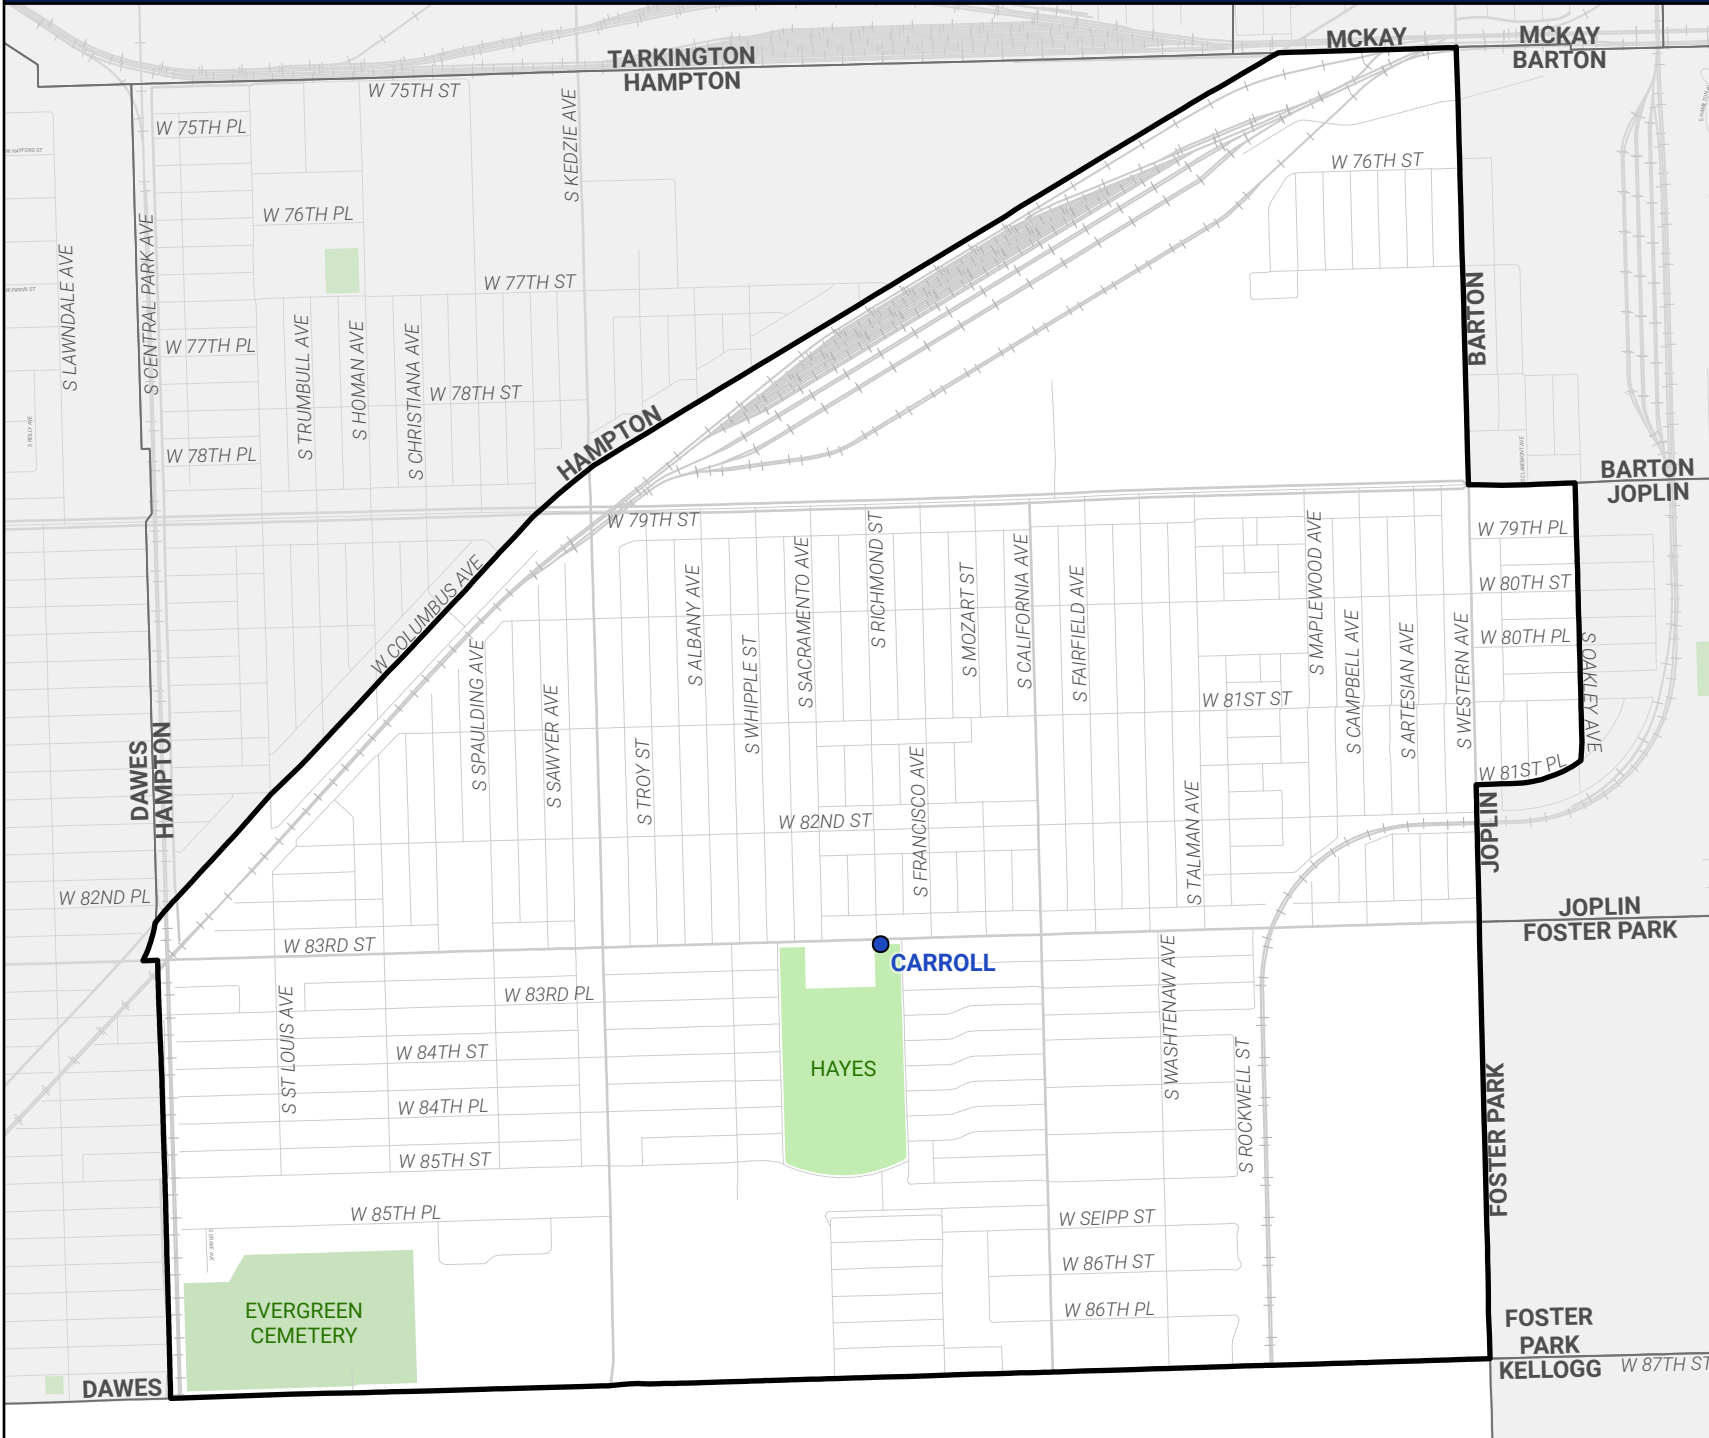 MCKAY
MCKAY
BARTON
TARKINGTON
HAMPTON
W 75TH ST
W 75TH PL
S KEDZIE AVE
W 76TH ST
W 76TH PL
S CENTRAL PARK AVE
S LAWNDALE AVE
W 77TH ST
BARTON
S TRUMBULL AVE
S HOMAN AVE
S CHRISTIANA AVE
W 77TH PL
W 78TH ST
HAMPTON
W 78TH PL
BARTON
JOPLIN
W 79TH ST
W 79TH PL
W 80TH ST
W 80TH PL
S OAKLEY AVE
W COLUMBUS AVE
S SPAULDING AVE
S SAWYER AVE
S TROY ST
S ALBANY AVE
S WHIPPLE ST
S SACRAMENTO AVE
S RICHMOND ST
S FRANCISCO AVE
S MOZART ST
S CALIFORNIA AVE
S FAIRFIELD AVE
S TALMAN AVE
W 81ST ST
S MAPLEWOOD AVE
S CAMPBELL AVE
S ARTESIAN AVE
S WESTERN AVE
W 81ST PL
DAWES
HAMPTON
W 82ND ST
JOPLIN
W 82ND PL
JOPLIN
FOSTER PARK
W 83RD ST
CARROLL
W 83RD PL
S ST LOUIS AVE
W 84TH ST
HAYES
S WASHTENAW AVE
S ROCKWELL ST
FOSTER PARK
W 84TH PL
W 85TH ST
W 85TH PL
W SEIPP ST
W 86TH ST
W 86TH PL
EVERGREEN
CEMETERY
FOSTER
PARK
KELLOGG
W 87TH ST
DAWES